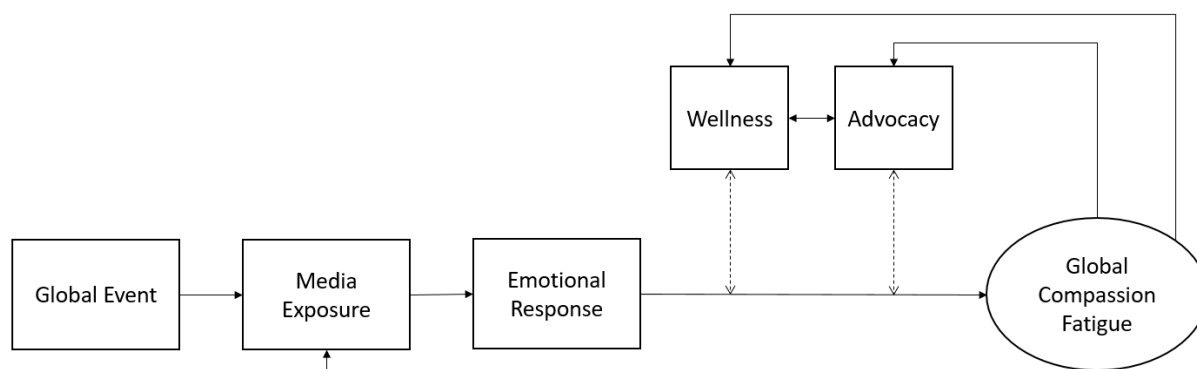 Wellness
Advocacy
Global Event
Media
Exposure
Emotional
Response
Global
Compassion
Fatigue